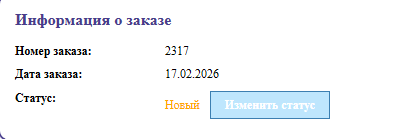 Информация о заказе
Номер заказа: 2317
Дата заказа: 17.02.2026
Статус: Новый Изменить статус